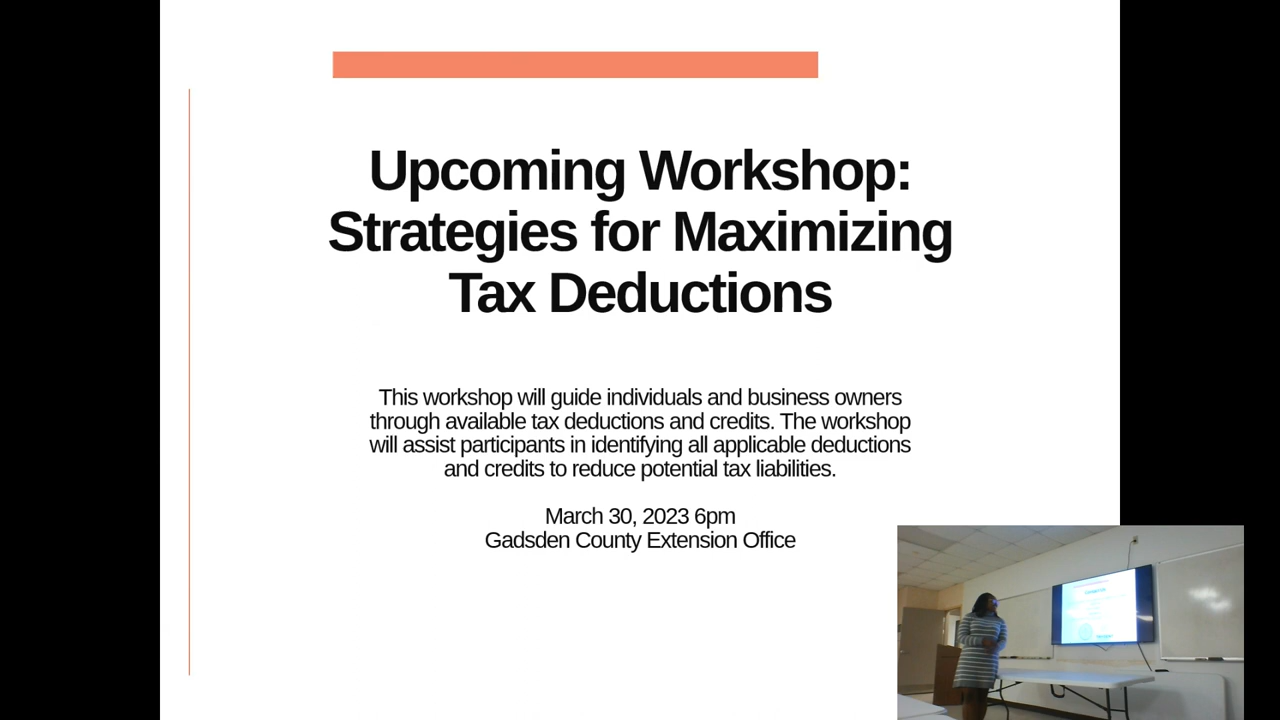 Upcoming Workshop:
Strategies for Maximizing
Tax Deductions
This workshop will guide individuals and business owners
through available tax deductions and credits. The workshop
will assist participants in identifying all applicable deductions
and credits to reduce potential tax liabilities.
March 30, 2023 6pm
Gadsden County Extension Office